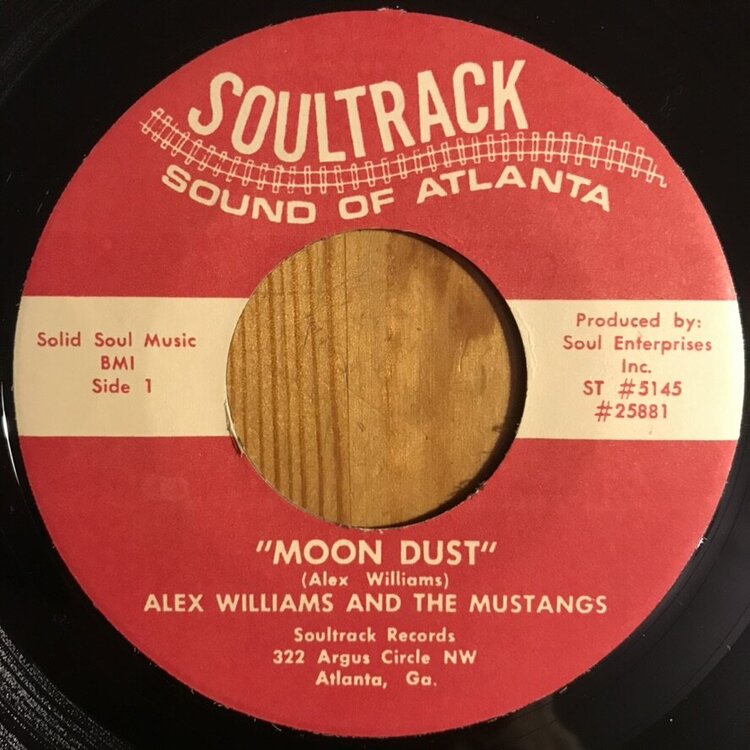 SOULTRACK
SOUND OF ATLANTA
Solid Soul Music
BMI
Side 1
Produced by:
Soul Enterprises
Inc.
ST #5145
#25881
"MOON DUST"
(Alex Williams)
ALEX WILLIAMS AND THE MUSTANGS
Soultrack Records
322 Argus Circle NW
Atlanta, Ga.